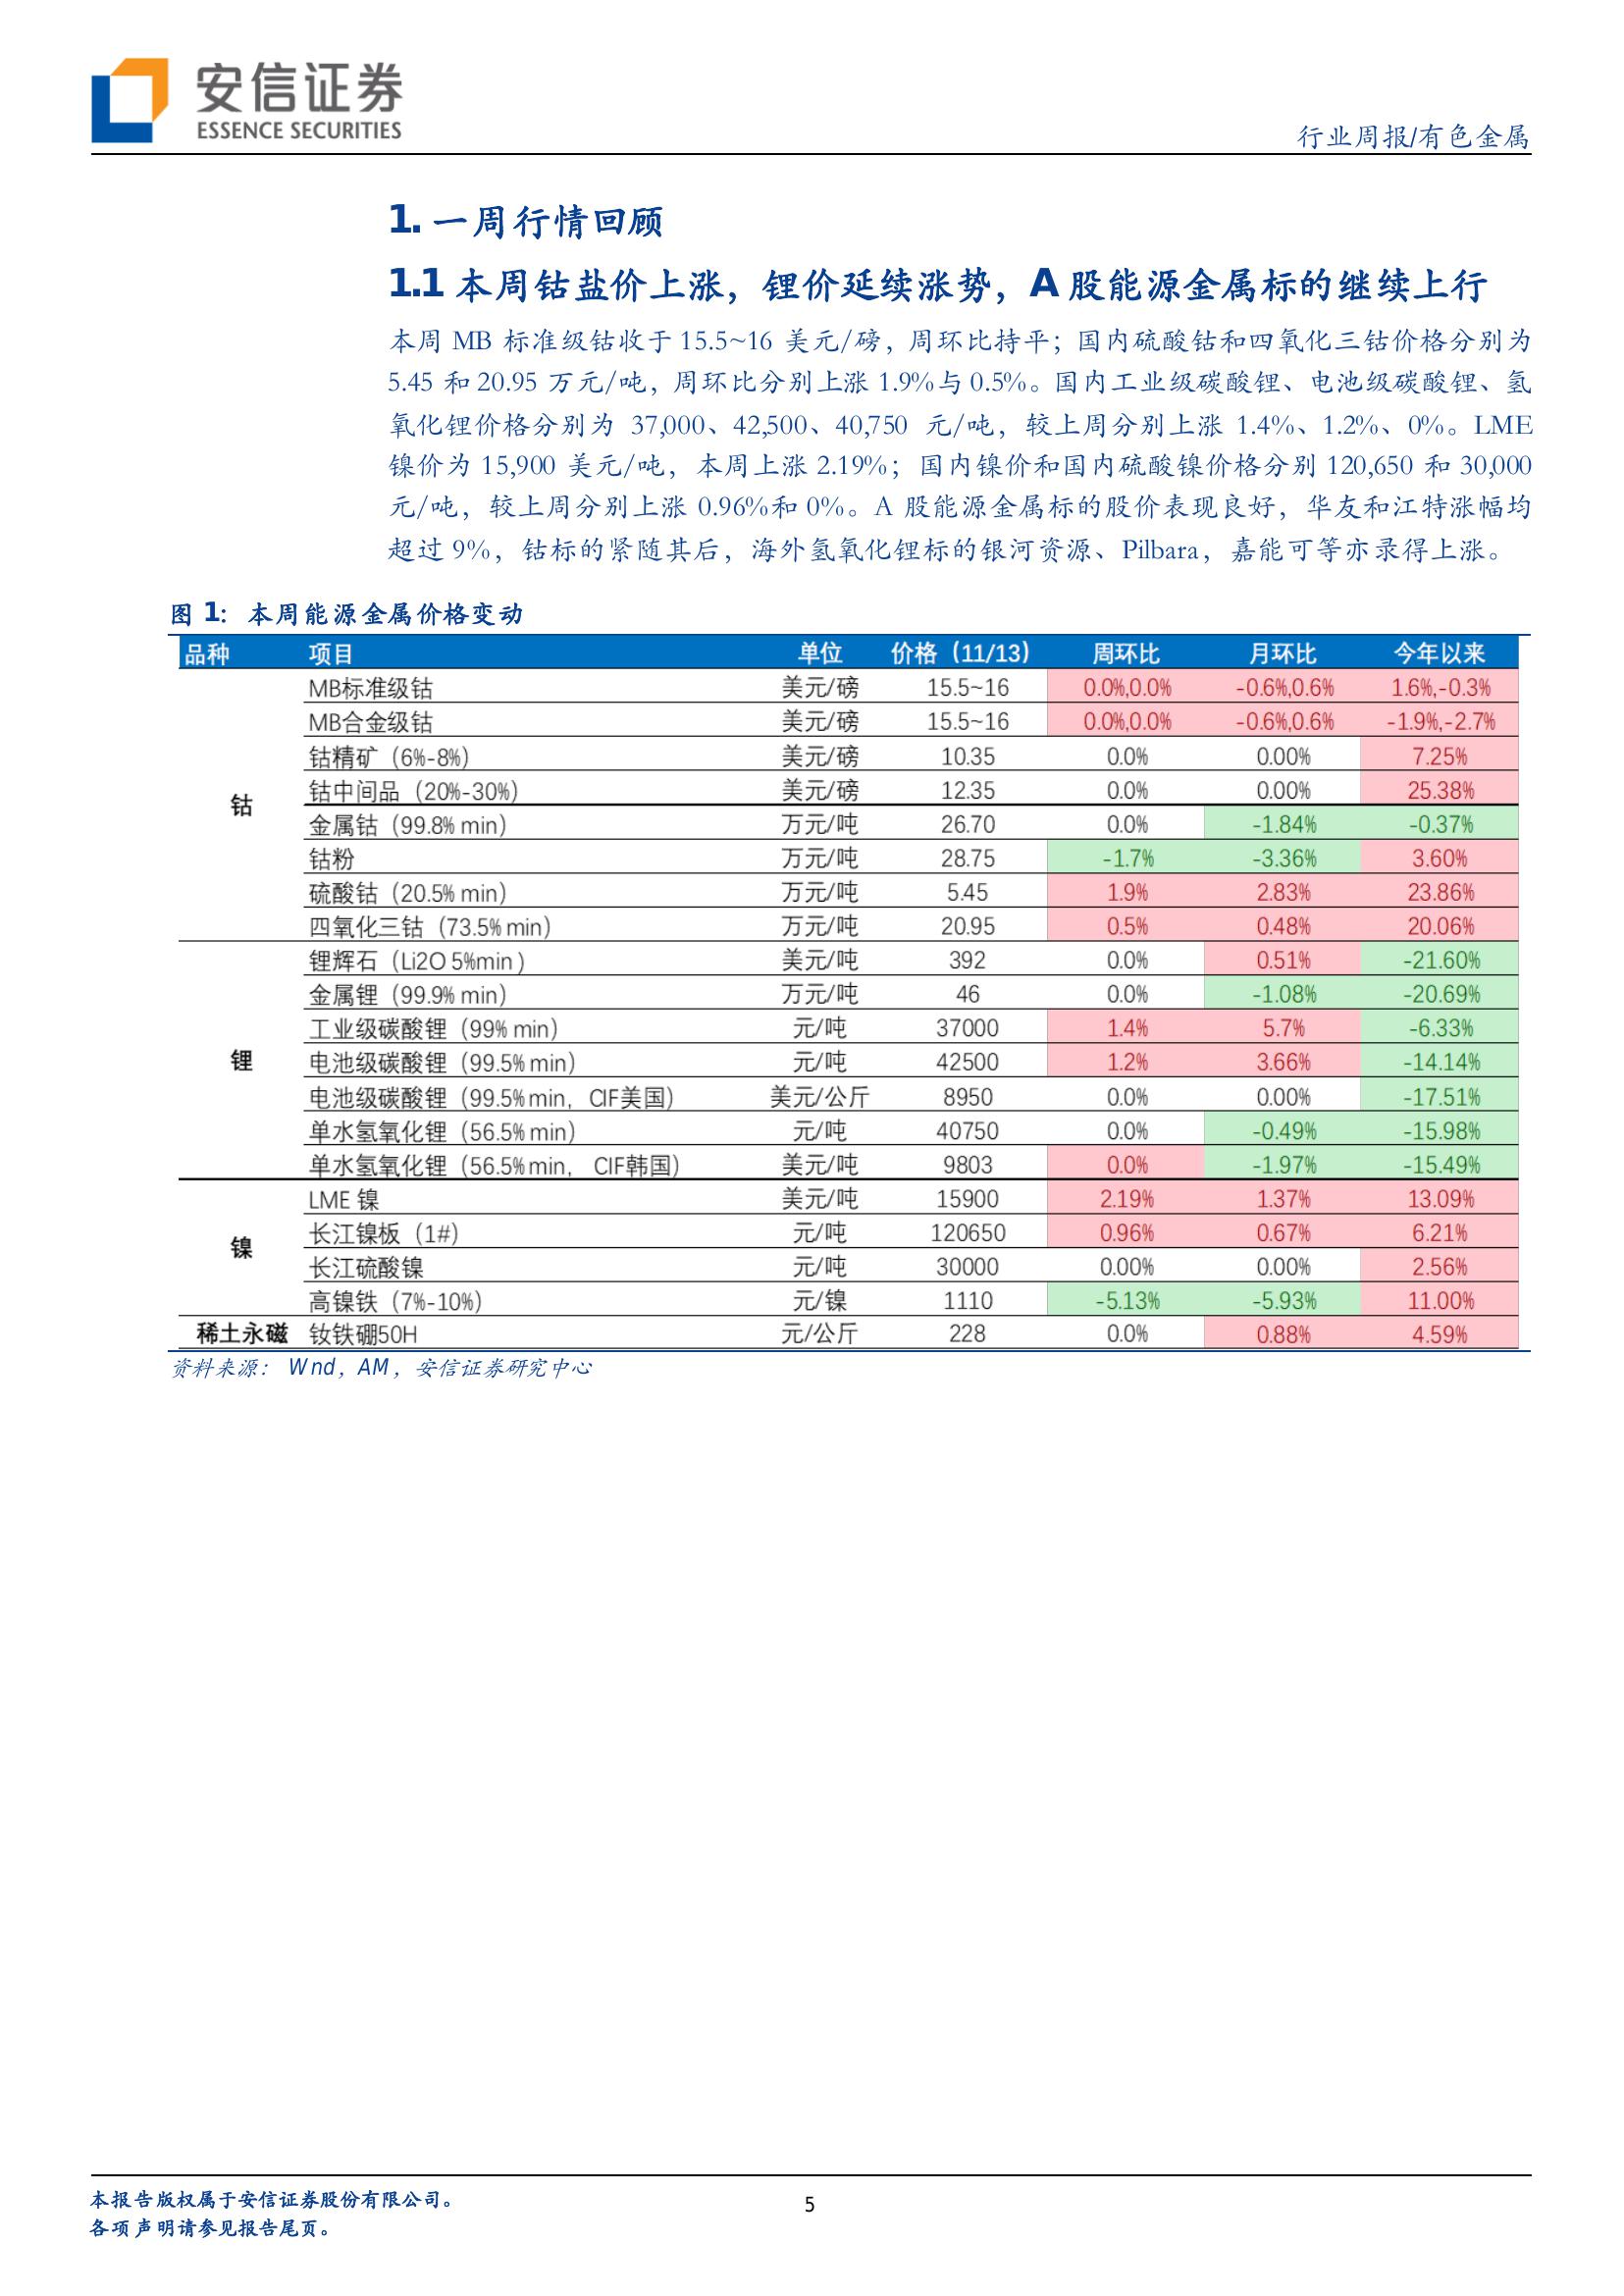 安信证券
ESSENCE SECURITIES
行业周报/有色金属
1. 一周行情回顾
1.1 本周钴盐价上涨，锂价延续涨势，A 股能源金属标的继续上行
本周 MB 标准级钴收于 15.5~16 美元/磅，周环比持平；国内硫酸钴和四氧化三钴价格分别为
5.45 和 20.95 万元/吨，周环比分别上涨 1.9%与 0.5%。国内工业级碳酸锂、电池级碳酸锂、氢
氧化锂价格分别为 37,000、42,500、40,750 元/吨，较上周分别上涨 1.4%、1.2%、0%。LME
镍价为 15,900 美元/吨，本周上涨 2.19%；国内镍价和国内硫酸镍价格分别 120,650 和 30,000
元/吨，较上周分别上涨 0.96%和 0%。A 股能源金属标的股价表现良好，华友和江特涨幅均
超过 9%，钴标的紧随其后，海外氢氧化锂标的银河资源、Pilbara，嘉能可等亦录得上涨。
图 1：本周能源金属价格变动
品种 项目 单位 价格（11/13） 周环比 月环比 今年以来
MB标准级钴 美元/磅 15.5~16 0.0%,0.0% -0.6%,0.6% 1.6%,-0.3%
MB合金级钴 美元/磅 15.5~16 0.0%,0.0% -0.6%,0.6% -1.9%,-2.7%
钴精矿（6%-8%） 美元/磅 10.35 0.0% 0.00% 7.25%
钴中间品（20%-30%） 美元/磅 12.35 0.0% 0.00% 25.38%
钴
金属钴（99.8% min） 万元/吨 26.70 0.0% -1.84% -0.37%
钴粉 万元/吨 28.75 -1.7% -3.36% 3.60%
硫酸钴（20.5% min） 万元/吨 5.45 1.9% 2.83% 23.86%
四氧化三钴（73.5% min） 万元/吨 20.95 0.5% 0.48% 20.06%
锂辉石（Li2O 5%min ） 美元/吨 392 0.0% 0.51% -21.60%
金属锂（99.9% min） 万元/吨 46 0.0% -1.08% -20.69%
工业级碳酸锂（99% min） 元/吨 37000 1.4% 5.7% -6.33%
锂 电池级碳酸锂（99.5% min） 元/吨 42500 1.2% 3.66% -14.14%
电池级碳酸锂（99.5%min，CIF美国） 美元/公斤 8950 0.0% 0.00% -17.51%
单水氢氧化锂（56.5% min） 元/吨 40750 0.0% -0.49% -15.98%
单水氢氧化锂（56.5%min， CIF韩国） 美元/吨 9803 0.0% -1.97% -15.49%
LME 镍 美元/吨 15900 2.19% 1.37% 13.09%
长江镍板（1#） 元/吨 120650 0.96% 0.67% 6.21%
镍
长江硫酸镍 元/吨 30000 0.00% 0.00% 2.56%
高镍铁（7%-10%） 元/镍 1110 -5.13% -5.93% 11.00%
稀土永磁 钕铁硼50H 元/公斤 228 0.0% 0.88% 4.59%
资料来源： Wnd，AM，安信证券研究中心
本报告版权属于安信证券股份有限公司。
各项声明请参见报告尾页。
5